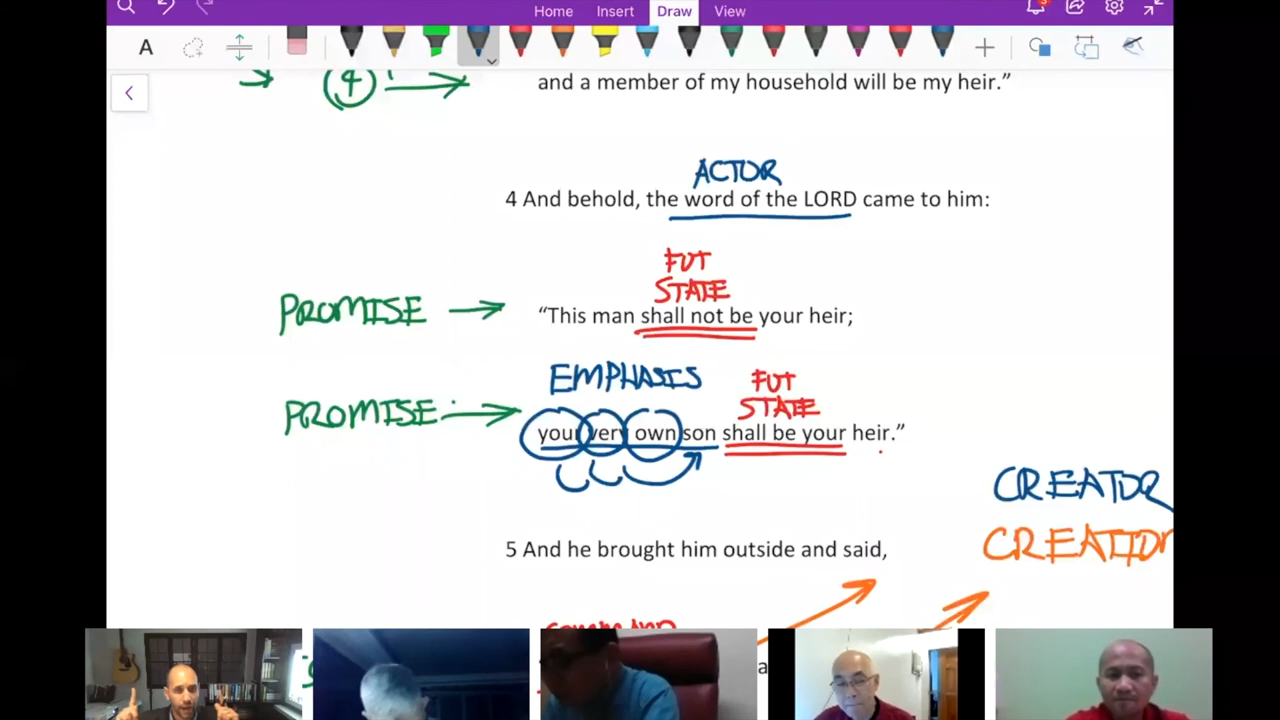 Home Insert Draw View
A
4 and a member of my household will be my heir.”
ACTOR
4 And behold, the word of the LORD came to him:
FUT
STATE
PROMISE “This man shall not be your heir;
EMPHASIS FUT
STATE
PROMISE your very own son shall be your heir.”
CREATOR
5 And he brought him outside and said,
CREATION